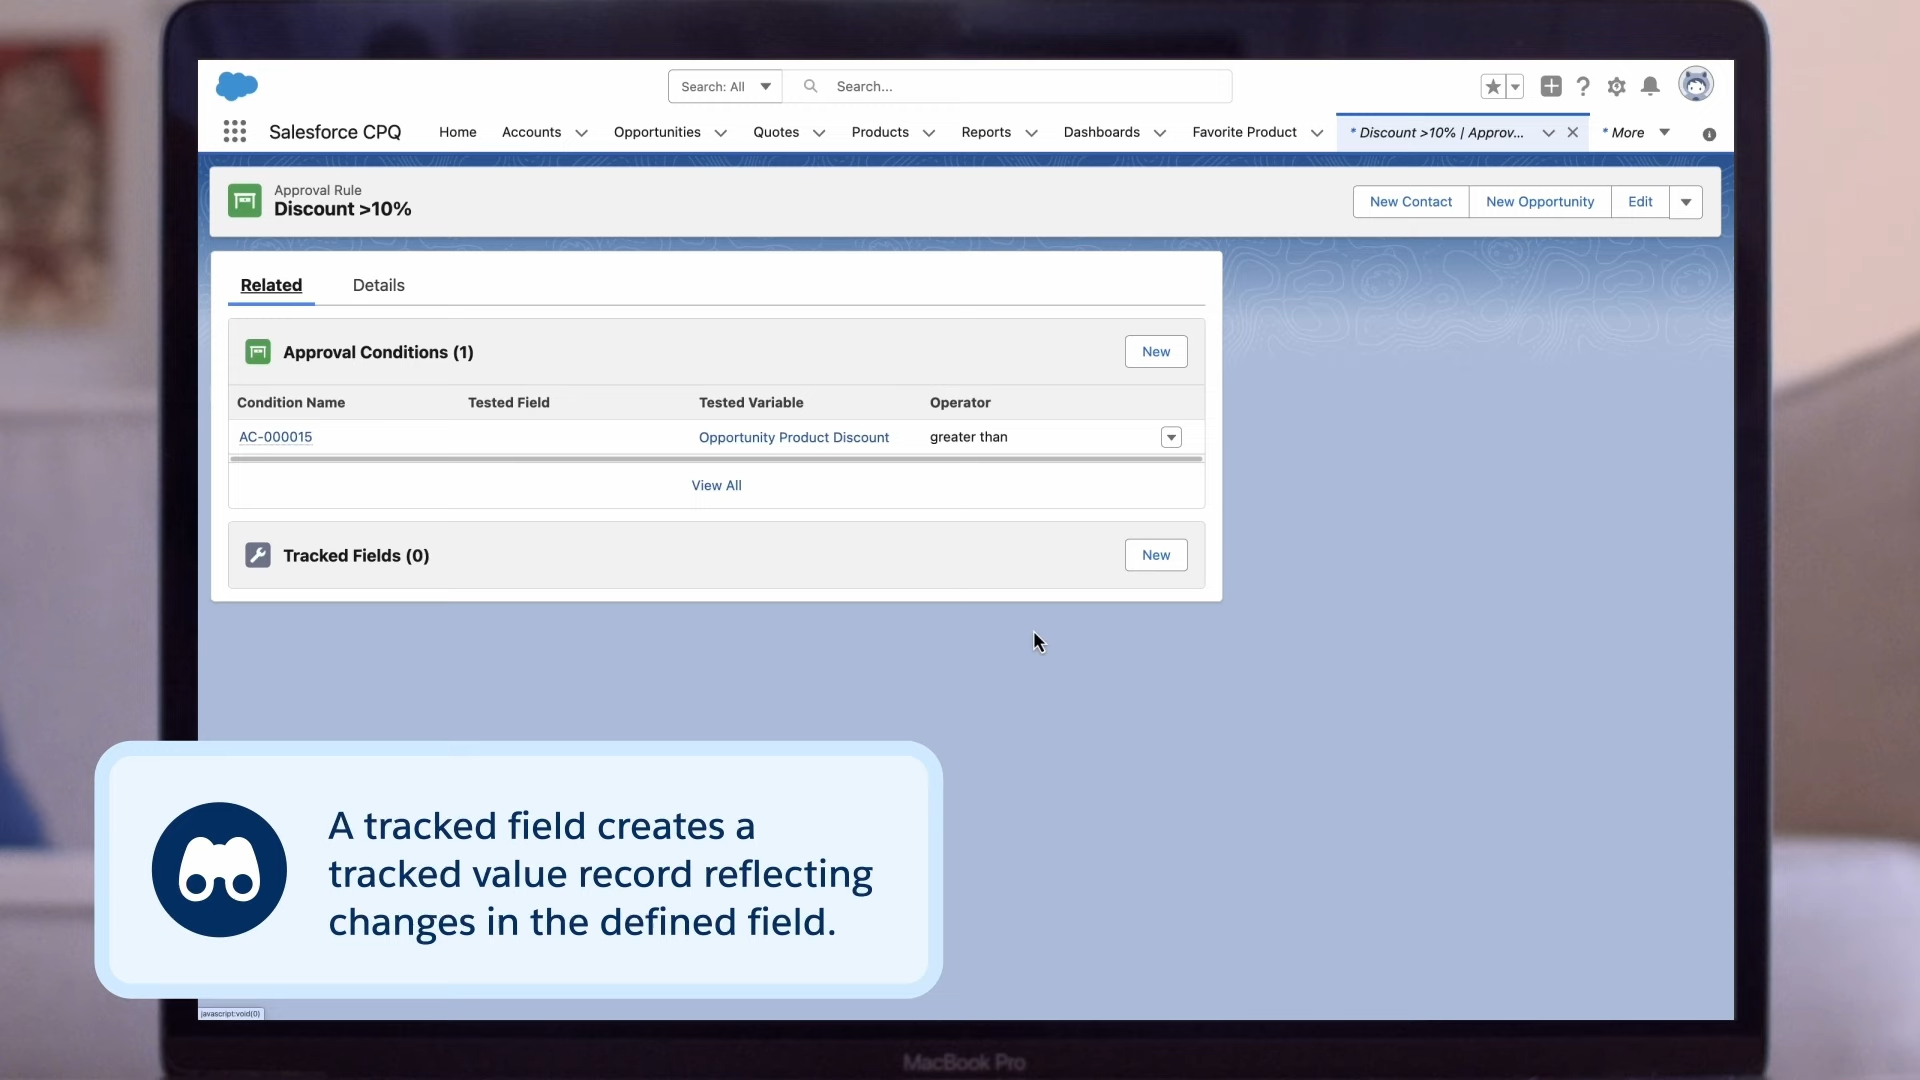 Search: All
Search...
Salesforce CPQ
Home
Accounts
Opportunities
Quotes
Products
Reports
Dashboards
Favorite Product
* Discount >10% | Approv...
* More
Approval Rule
Discount >10%
New Contact
New Opportunity
Edit
Related
Details
Approval Conditions (1)
New
Condition Name
Tested Field
Tested Variable
Operator
AC-000015
Opportunity Product Discount
greater than
View All
Tracked Fields (0)
New
A tracked field creates a
tracked value record reflecting
changes in the defined field.
javascript:void(0)
MacBook Pro